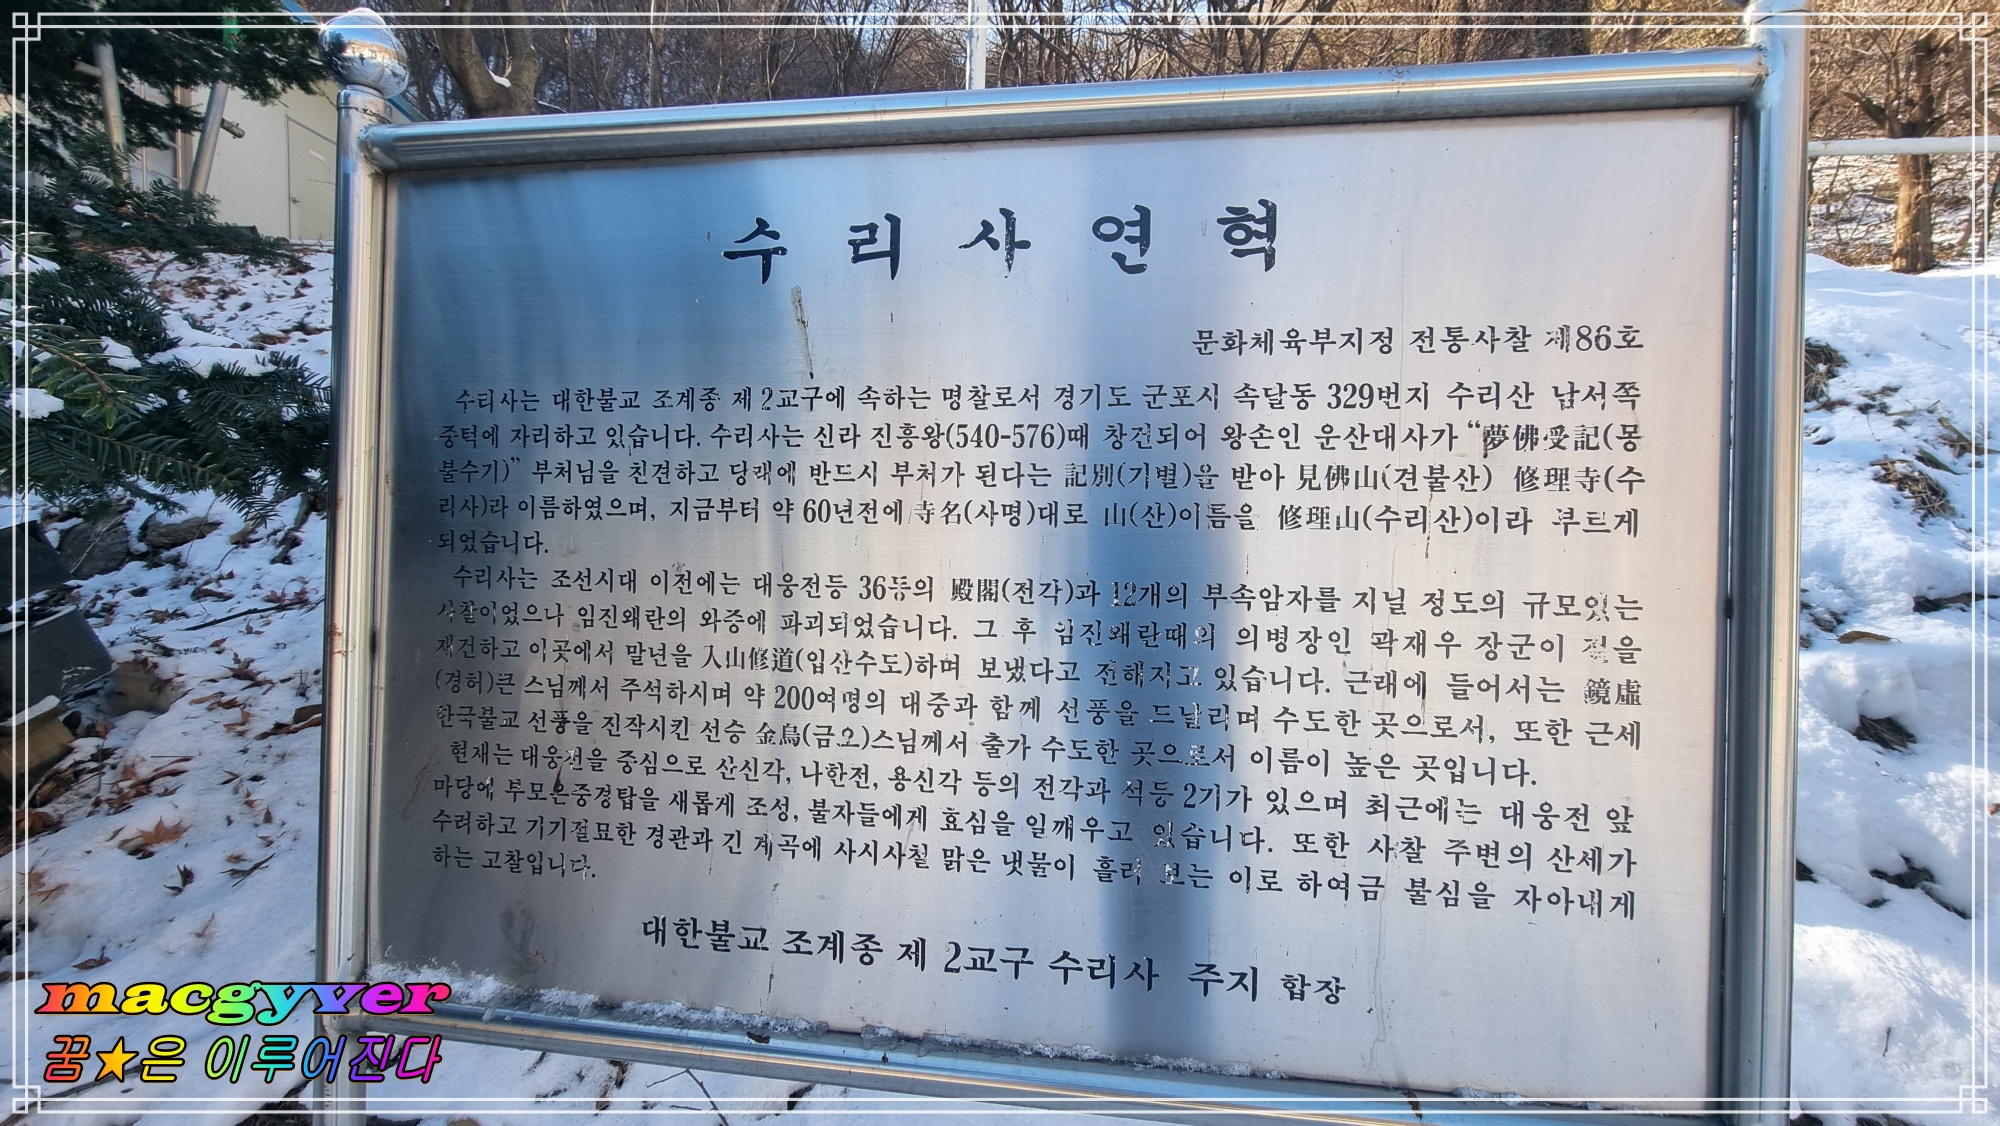 수리사연혁
문화체육부지정 전통사찰 제86호
수리사는 대한불교 조계종 제2교구에 속하는 명찰로서 경기도 군포시 속달동 329번지 수리산 남서쪽
중턱에 자리하고 있습니다. 수리사는 신라 진흥왕(540-576)때 창건되어 왕손인 운산대사가 “夢佛受記(몽
불수기)” 부처님을 친견하고 당래에 반드시 부처가 된다는 記別(기별)을 받아 見佛山(견불산) 修理寺(수
리사)라 이름하였으며, 지금부터 약 60년전에 寺名(사명)대로 山(산)이름을 修理山(수리산)이라 부르게
되었습니다.
수리사는 조선시대 이전에는 대웅전등 36동의 殿閣(전각)과 12개의 부속암자를 지닐 정도의 규모있는
사찰이었으나 임진왜란의 와중에 파괴되었습니다. 그 후 임진왜란때의 의병장인 곽재우 장군이 절을
재건하고 이곳에서 말년을 入山修道(입산수도)하며 보냈다고 전해지고 있습니다. 근래에 들어서는 鏡虛
(경허)큰 스님께서 주석하시며 약 200여명의 대중과 함께 선풍을 드날리며 수도한 곳으로서, 또한 근세
한국불교 선풍을 진작시킨 선승 金烏(금오)스님께서 출가 수도한 곳으로서 이름이 높은 곳입니다.
현재는 대웅전을 중심으로 산신각, 나한전, 용신각 등의 전각과 석등 2기가 있으며 최근에는 대웅전 앞
마당에 부모은중경탑을 새롭게 조성, 불자들에게 효심을 일깨우고 있습니다. 또한 사찰 주변의 산세가
수려하고 기기절묘한 경관과 긴 계곡에 사시사철 맑은 냇물이 흘러 보는 이로 하여금 불심을 자아내게
하는 고찰입니다.
대한불교 조계종 제 2교구 수리사 주지 합장
macgyver
꿈★은 이루어진다